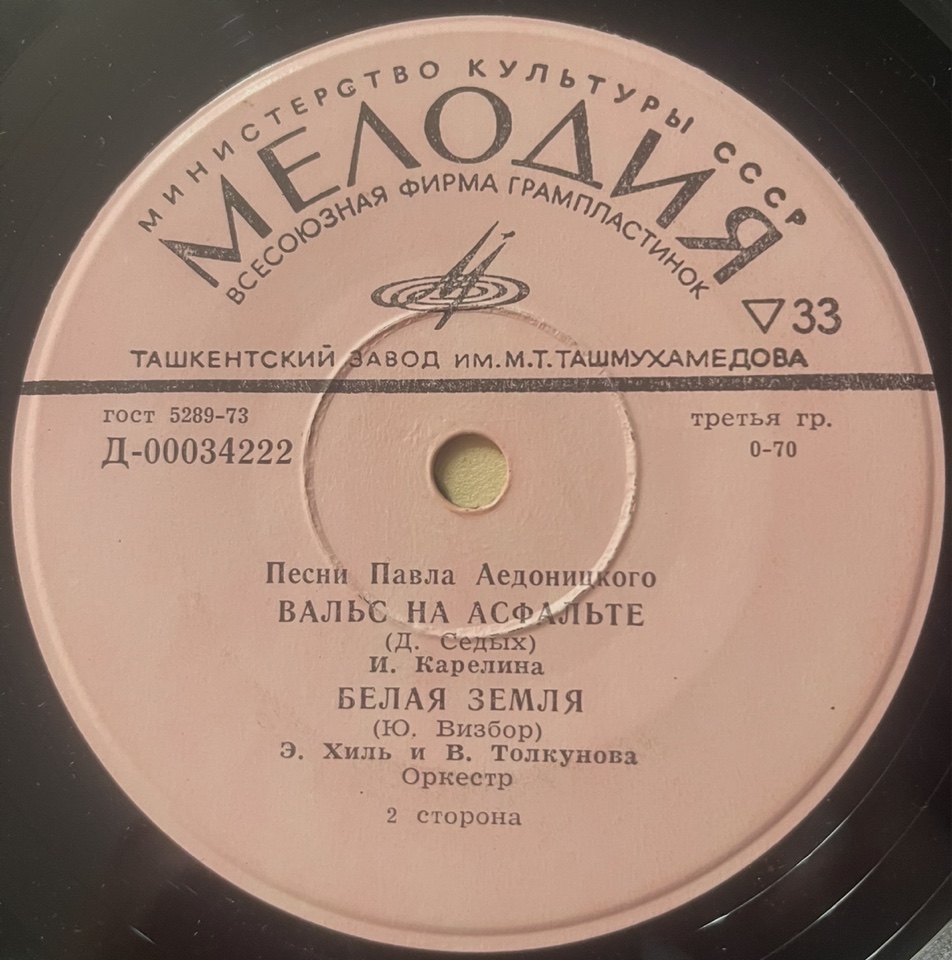 МИНИСТЕРСТВО КУЛЬТУРЫ СССР
МЕЛОДИЯ
ВСЕСОЮЗНАЯ ФИРМА ГРАМПЛАСТИНОК
33
ТАШКЕНТСКИЙ ЗАВОД ИМ. М.Т. ТАШМУХАМЕДОВА
ГОСТ 5289-73
третья гр.
Д-00034222
0-70
Песни Павла Аедоницкого
ВАЛЬС НА АСФАЛЬТЕ
(Д. Седых)
И. Карелина
БЕЛАЯ ЗЕМЛЯ
(Ю. Визбор)
Э. Хиль и В. Толкунова
Оркестр
2 сторона